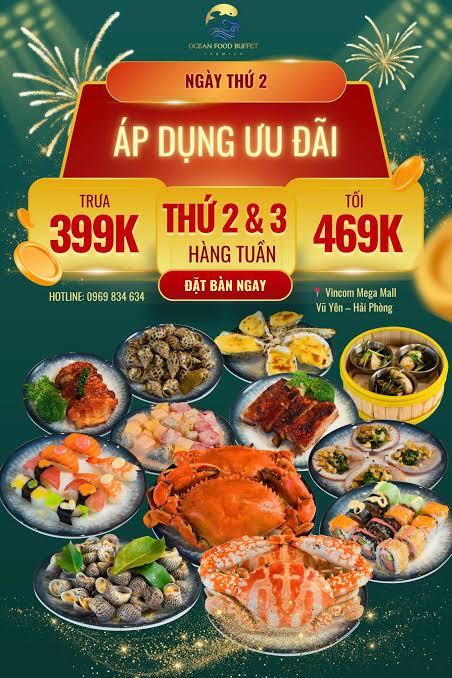 OCEAN FOOD BUFFET
PREMIUM
NGÀY THỨ 2
ÁP DỤNG ƯU ĐÃI
TRƯA
399K
THỨ 2 & 3
HÀNG TUẦN
TỐI
469K
ĐẶT BÀN NGAY
HOTLINE: 0969 834 634
Vincom Mega Mall
Vũ Yên – Hải Phòng